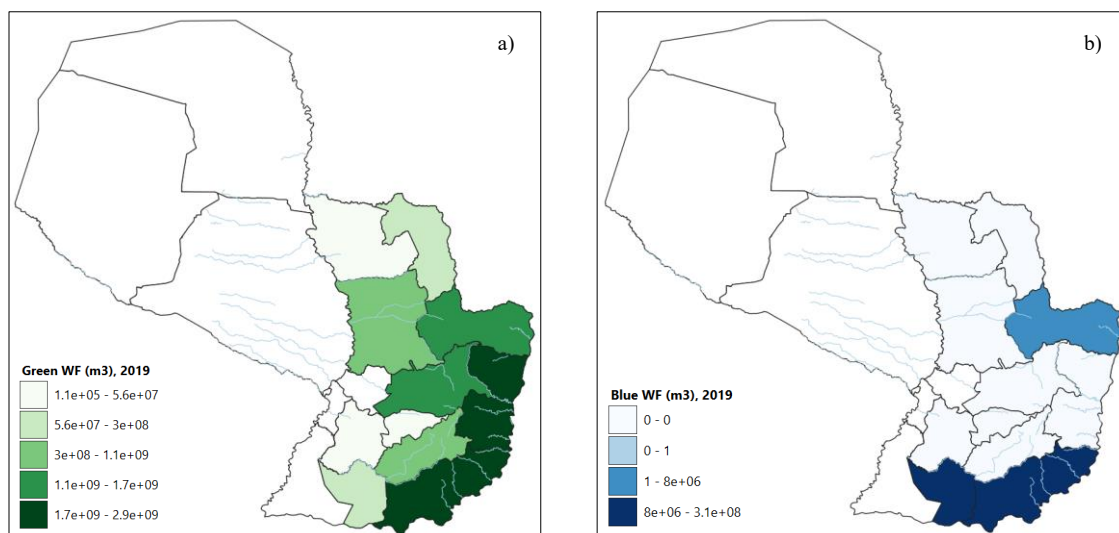 a)
Green WF (m3), 2019
1.1e+05 - 5.6e+07
5.6e+07 - 3e+08
3e+08 - 1.1e+09
1.1e+09 - 1.7e+09
1.7e+09 - 2.9e+09
b)
Blue WF (m3), 2019
0 - 0
0 - 1
1 - 8e+06
8e+06 - 3.1e+08